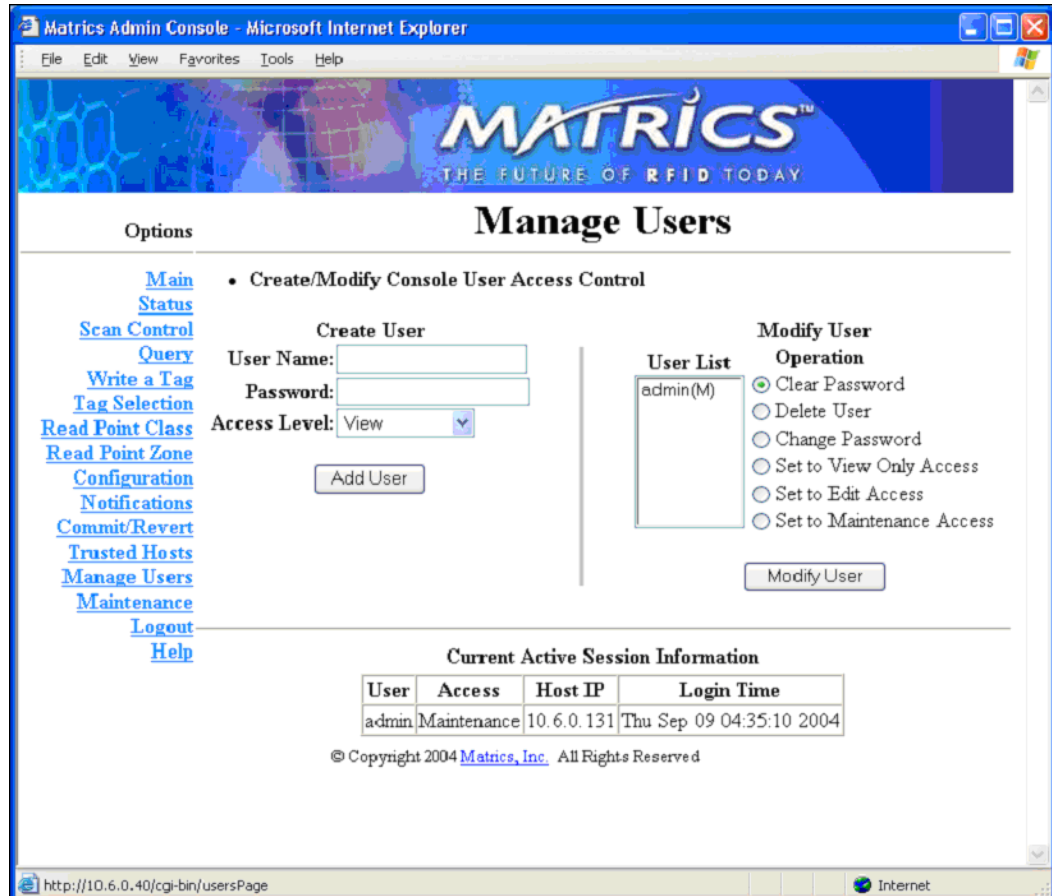 Matrics Admin Console - Microsoft Internet Explorer
File Edit View Favorites Tools Help
MATRICS™
THE FUTURE OF RFID TODAY
Options
Manage Users
Main
Status
Scan Control
Query
Write a Tag
Tag Selection
Read Point Class
Read Point Zone
Configuration
Notifications
Commit/Revert
Trusted Hosts
Manage Users
Maintenance
Logout
Help
• Create/Modify Console User Access Control
Create User
User Name:
Password:
Access Level: View
Add User
Modify User
User List
Operation
admin(M)
Clear Password
Delete User
Change Password
Set to View Only Access
Set to Edit Access
Set to Maintenance Access
Modify User
Current Active Session Information
User Access Host IP Login Time
admin Maintenance 10.6.0.131 Thu Sep 09 04:35:10 2004
© Copyright 2004 Matrics, Inc. All Rights Reserved
http://10.6.0.40/cgi-bin/usersPage
Internet